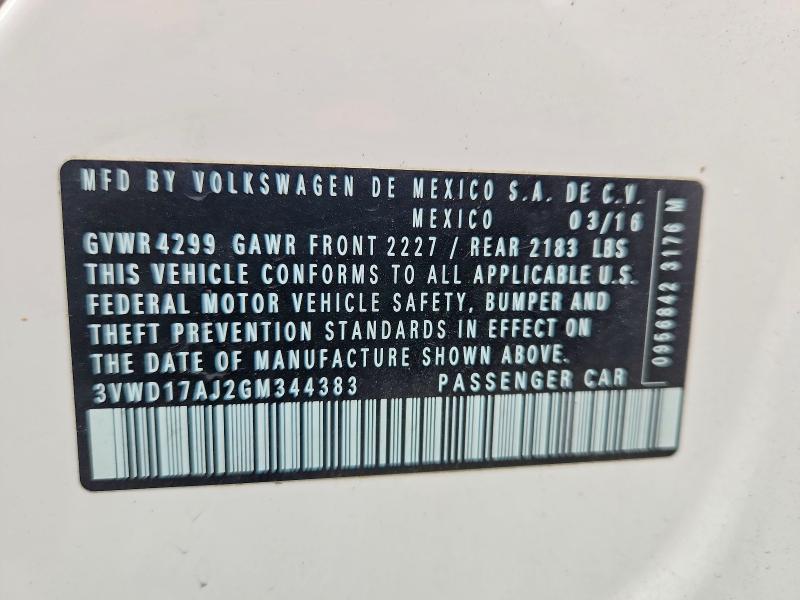 MFD BY VOLKSWAGEN DE MEXICO S.A. DE C.V.
MEXICO 03/16
GVWR 4299 GAWR FRONT 2227 / REAR 2183 LBS
THIS VEHICLE CONFORMS TO ALL APPLICABLE U.S.
FEDERAL MOTOR VEHICLE SAFETY, BUMPER AND
THEFT PREVENTION STANDARDS IN EFFECT ON
THE DATE OF MANUFACTURE SHOWN ABOVE.
3VWD17AJ2GM344383 PASSENGER CAR
0956842 3176 M